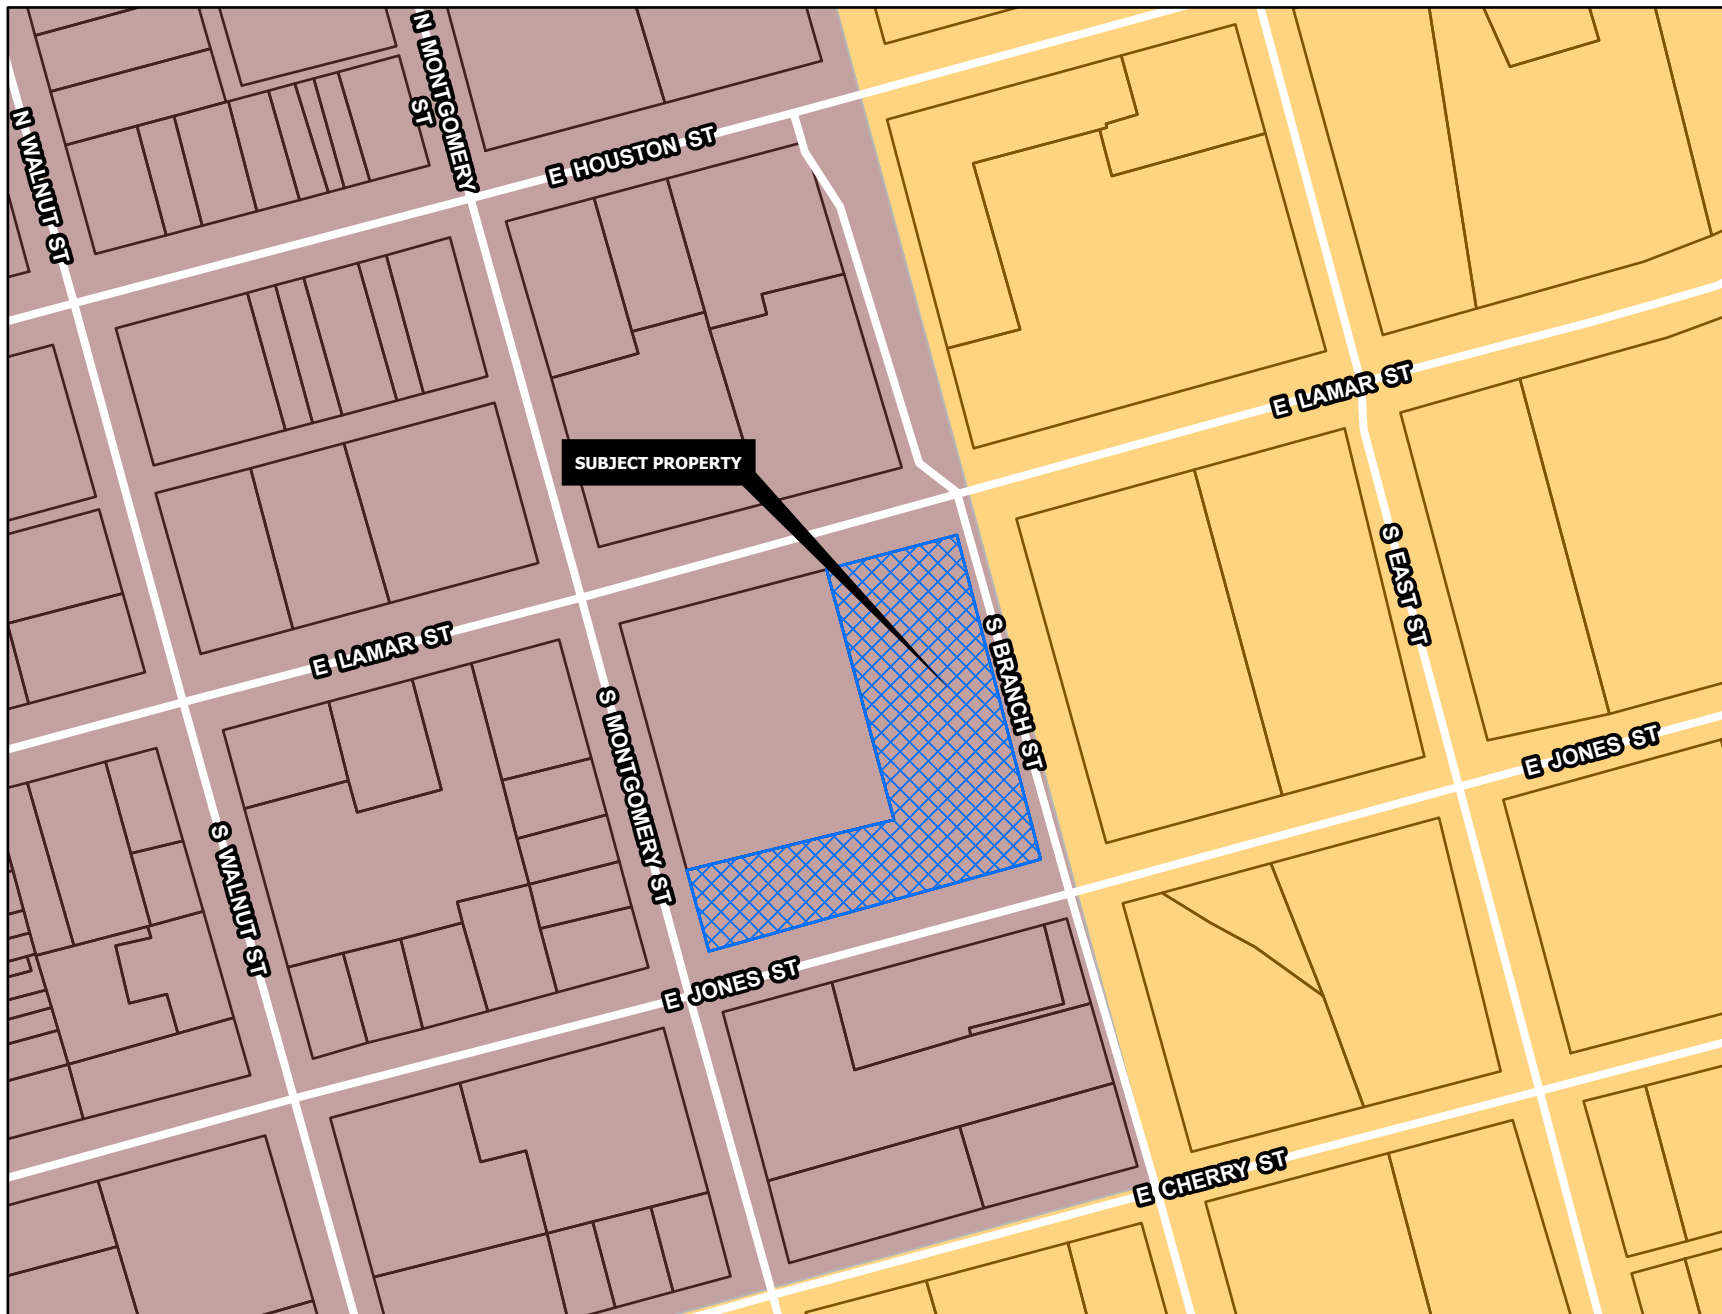 N MONTGOMERY
ST
N WALNUT ST
E HOUSTON ST
E LAMAR ST
SUBJECT PROPERTY
S EAST ST
E LAMAR ST
S BRANCH ST
S MONTGOMERY ST
E JONES ST
S WALNUT ST
E JONES ST
E CHERRY ST